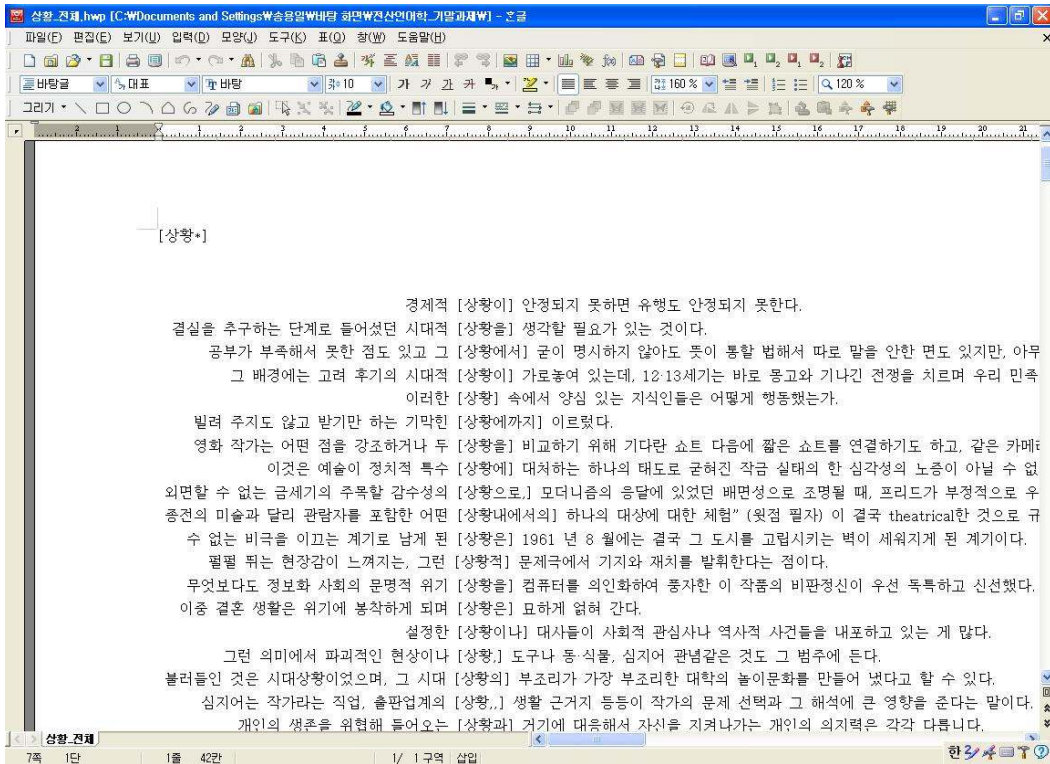 상황_전체.hwp [C:\Documents and Settings\송용일\바탕 화면\전산언어학_기말과제\] - 흔글
파일(F) 편집(E) 보기(U) 입력(D) 모양(J) 도구(K) 표(Q) 창(W) 도움말(H)
바탕글 대표 바탕 10 가 가 가 가 160 % 120 %
그리기
2 1 1 2 3 4 5 6 7 8 9 10 11 12 13 14 15 16 17 18 19 20 21
[상황*]
경제적 [상황이] 안정되지 못하면 유행도 안정되지 못한다.
결실을 추구하는 단계로 들어섰던 시대적 [상황을] 생각할 필요가 있는 것이다.
공부가 부족해서 못한 점도 있고 그 [상황에서] 굳이 명시하지 않아도 뜻이 통할 법해서 따로 말을 안한 면도 있지만, 아무
그 배경에는 고려 후기의 시대적 [상황이] 가로놓여 있는데, 12·13세기는 바로 몽고와 기나긴 전쟁을 치르며 우리 민족
이러한 [상황] 속에서 양심 있는 지식인들은 어떻게 행동했는가.
빌려 주지도 않고 받기만 하는 기막힌 [상황에까지] 이르렀다.
영화 작가는 어떤 점을 강조하거나 두 [상황을] 비교하기 위해 기다란 쇼트 다음에 짧은 쇼트를 연결하기도 하고, 같은 카메라
이것은 예술이 정치적 특수 [상황에] 대처하는 하나의 태도로 굳혀진 작금 실태의 한 심각성의 노증이 아닐 수 없
외면할 수 없는 금세기의 주목할 감수성의 [상황으로,] 모더니즘의 응달에 있었던 배면성으로 조명될 때, 프리드가 부정적으로 우
종전의 미술과 달리 관람자를 포함한 어떤 [상황내에서의] 하나의 대상에 대한 체험" (윗점 필자) 이 결국 theatrical한 것으로 규
수 없는 비극을 이끄는 계기로 남게 된 [상황은] 1961 년 8 월에는 결국 그 도시를 고립시키는 벽이 세워지게 된 계기이다.
펄펄 뛰는 현장감이 느껴지는, 그런 [상황적] 문제극에서 기지와 재치를 발휘한다는 점이다.
무엇보다도 정보화 사회의 문명적 위기 [상황을] 컴퓨터를 의인화하여 풍자한 이 작품의 비판정신이 우선 독특하고 신선했다.
이중 결혼 생활은 위기에 봉착하게 되며 [상황은] 묘하게 얽혀 간다.
설정한 [상황이나] 대사들이 사회적 관심사나 역사적 사건들을 내포하고 있는 게 많다.
그런 의미에서 파괴적인 현상이나 [상황,] 도구나 동·식물, 심지어 관념같은 것도 그 범주에 든다.
불러들인 것은 시대상황이었으며, 그 시대 [상황의] 부조리가 가장 부조리한 대학의 놀이문화를 만들어 냈다고 할 수 있다.
심지어는 작가라는 직업, 출판업계의 [상황,,] 생활 근거지 등등이 작가의 문제 선택과 그 해석에 큰 영향을 준다는 말이다.
개인의 생존을 위협해 들어오는 [상황과] 거기에 대응해서 자신을 지켜나가는 개인의 의지력은 각각 다릅니다.
상황_전체
7쪽 1단 1줄 42칸 1/ 1구역 삽입 한